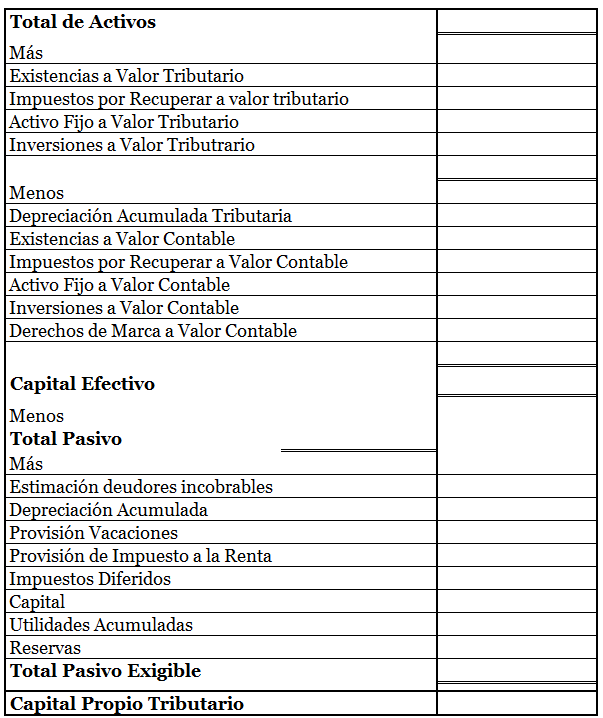 Total de Activos
Más
Existencias a Valor Tributario
Impuestos por Recuperar a valor tributario
Activo Fijo a Valor Tributario
Inversiones a Valor Tributrario
Menos
Depreciación Acumulada Tributaria
Existencias a Valor Contable
Impuestos por Recuperar a Valor Contable
Activo Fijo a Valor Contable
Inversiones a Valor Contable
Derechos de Marca a Valor Contable
Capital Efectivo
Menos
Total Pasivo
Más
Estimación deudores incobrables
Depreciación Acumulada
Provisión Vacaciones
Provisión de Impuesto a la Renta
Impuestos Diferidos
Capital
Utilidades Acumuladas
Reservas
Total Pasivo Exigible
Capital Propio Tributario